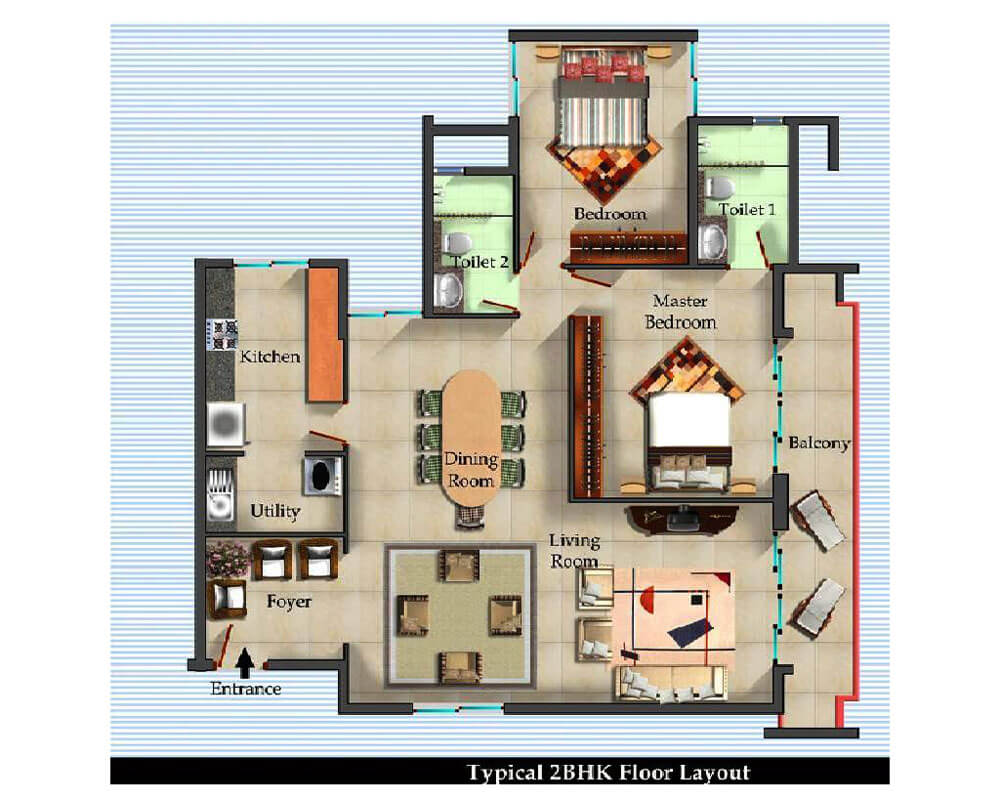 Bedroom
Toilet 1
Toilet 2
Master
Bedroom
Kitchen
Balcony
Dining
Room
Utility
Living
Room
Foyer
Entrance
Typical 2BHK Floor Layout